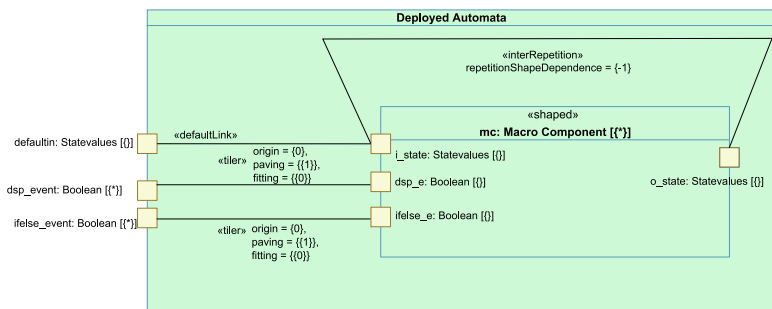 Deployed Automata
«interRepetition»
repetitionShapeDependence = {-1}
«shaped»
mc: Macro Component [{*}]
defaultin: Statevalues [{}]
«defaultLink»
origin = {0},
«tiler» paving = {{1}},
fitting = {{0}}
i_state: Statevalues [{}]
o_state: Statevalues [{}]
dsp_event: Boolean [{*}]
dsp_e: Boolean [{}]
ifelse_event: Boolean [{*}]
ifelse_e: Boolean [{}]
«tiler» origin = {0},
paving = {{1}},
fitting = {{0}}